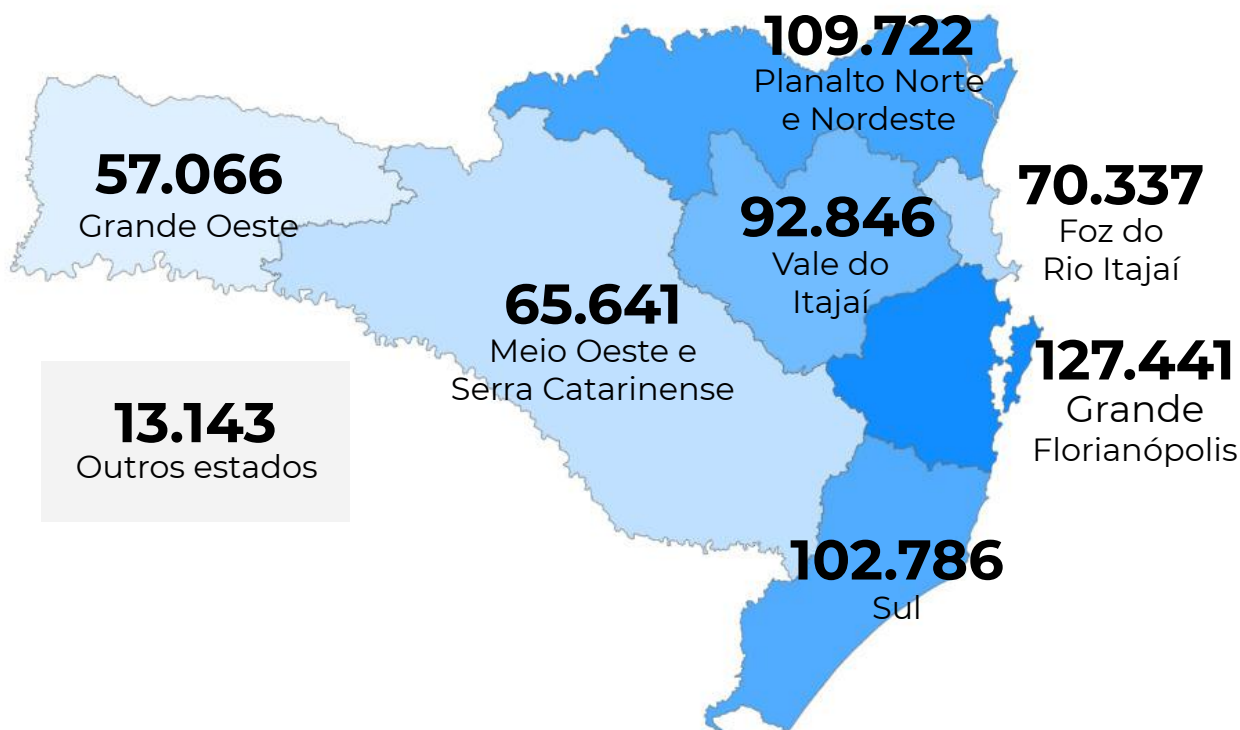 109.722
Planalto Norte
e Nordeste
57.066
Grande Oeste
70.337
Foz do
Rio Itajaí
92.846
Vale do
Itajaí
65.641
Meio Oeste e
Serra Catarinense
127.441
Grande
Florianópolis
13.143
Outros estados
102.786
Sul